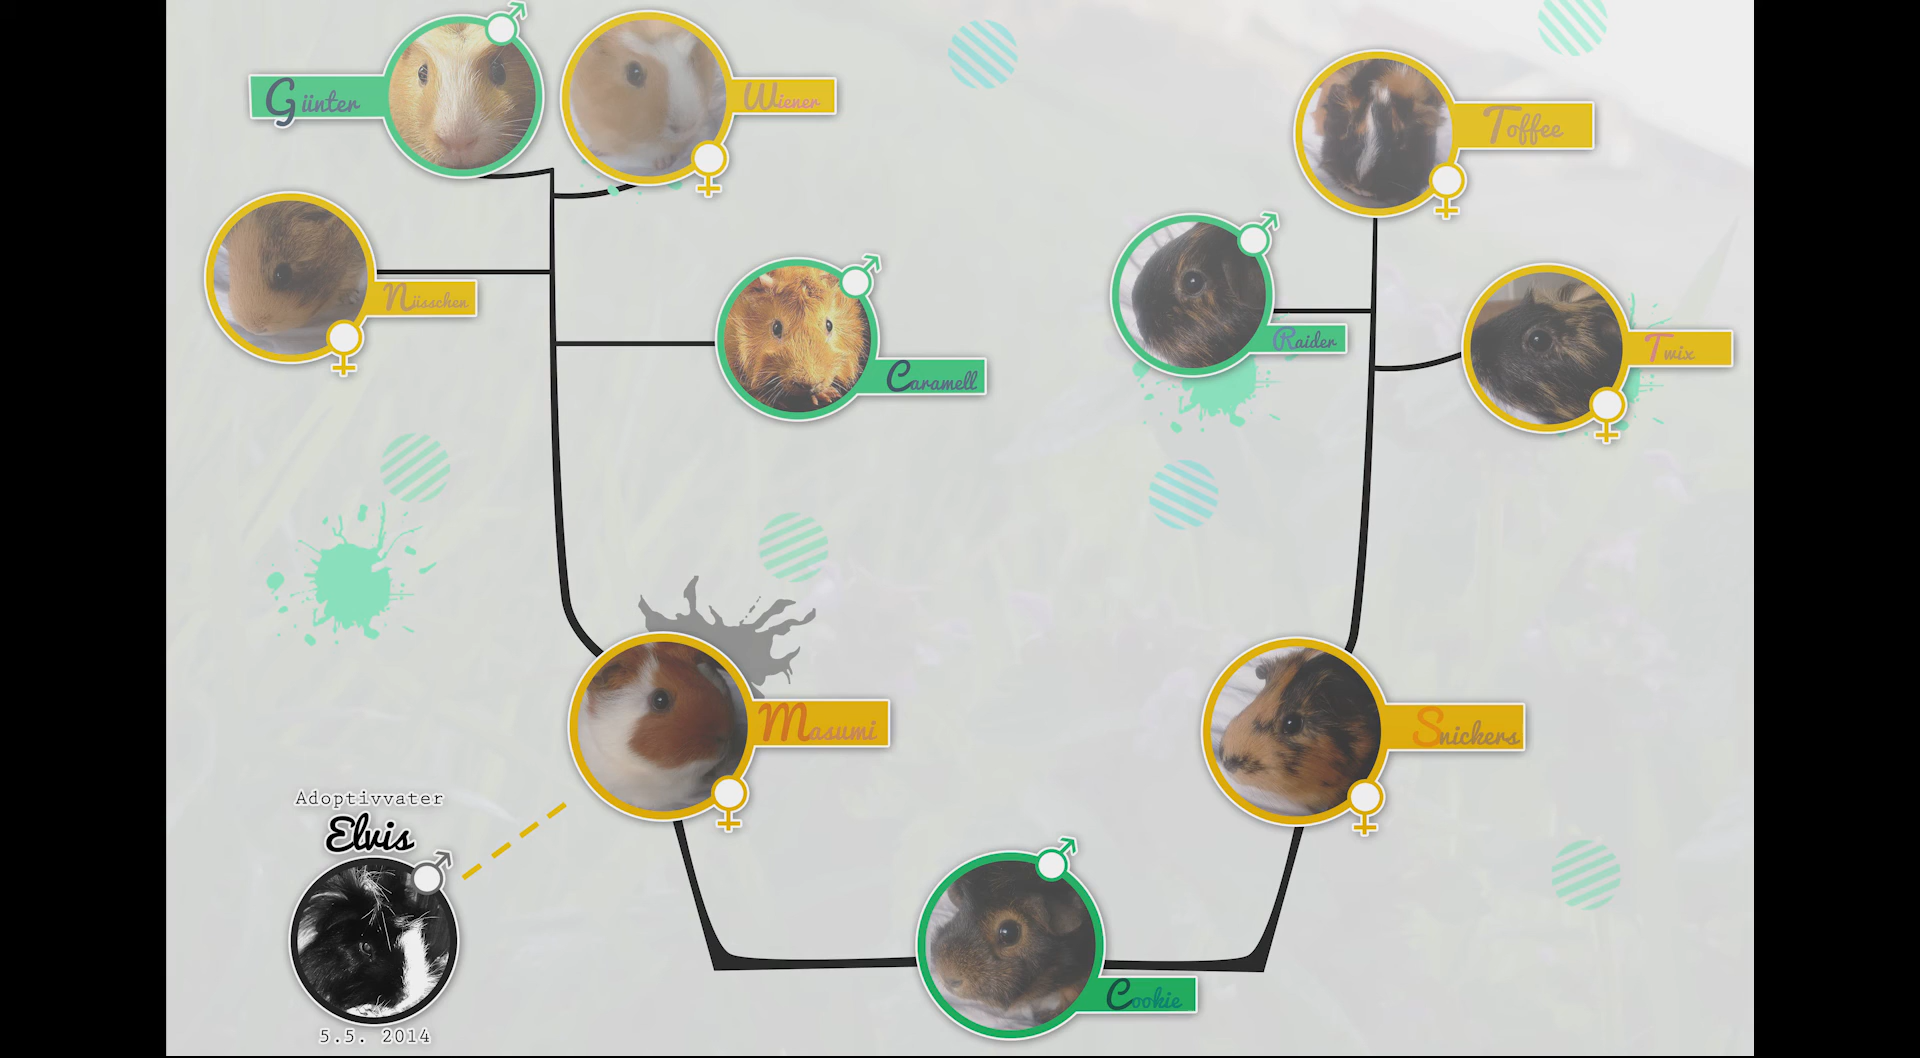 Günter
Wiener
Toffee
Nüsschen
Raider
Twix
Caramell
Masumi
Snickers
Adoptivvater
Elvis
Cookie
5.5. 2014